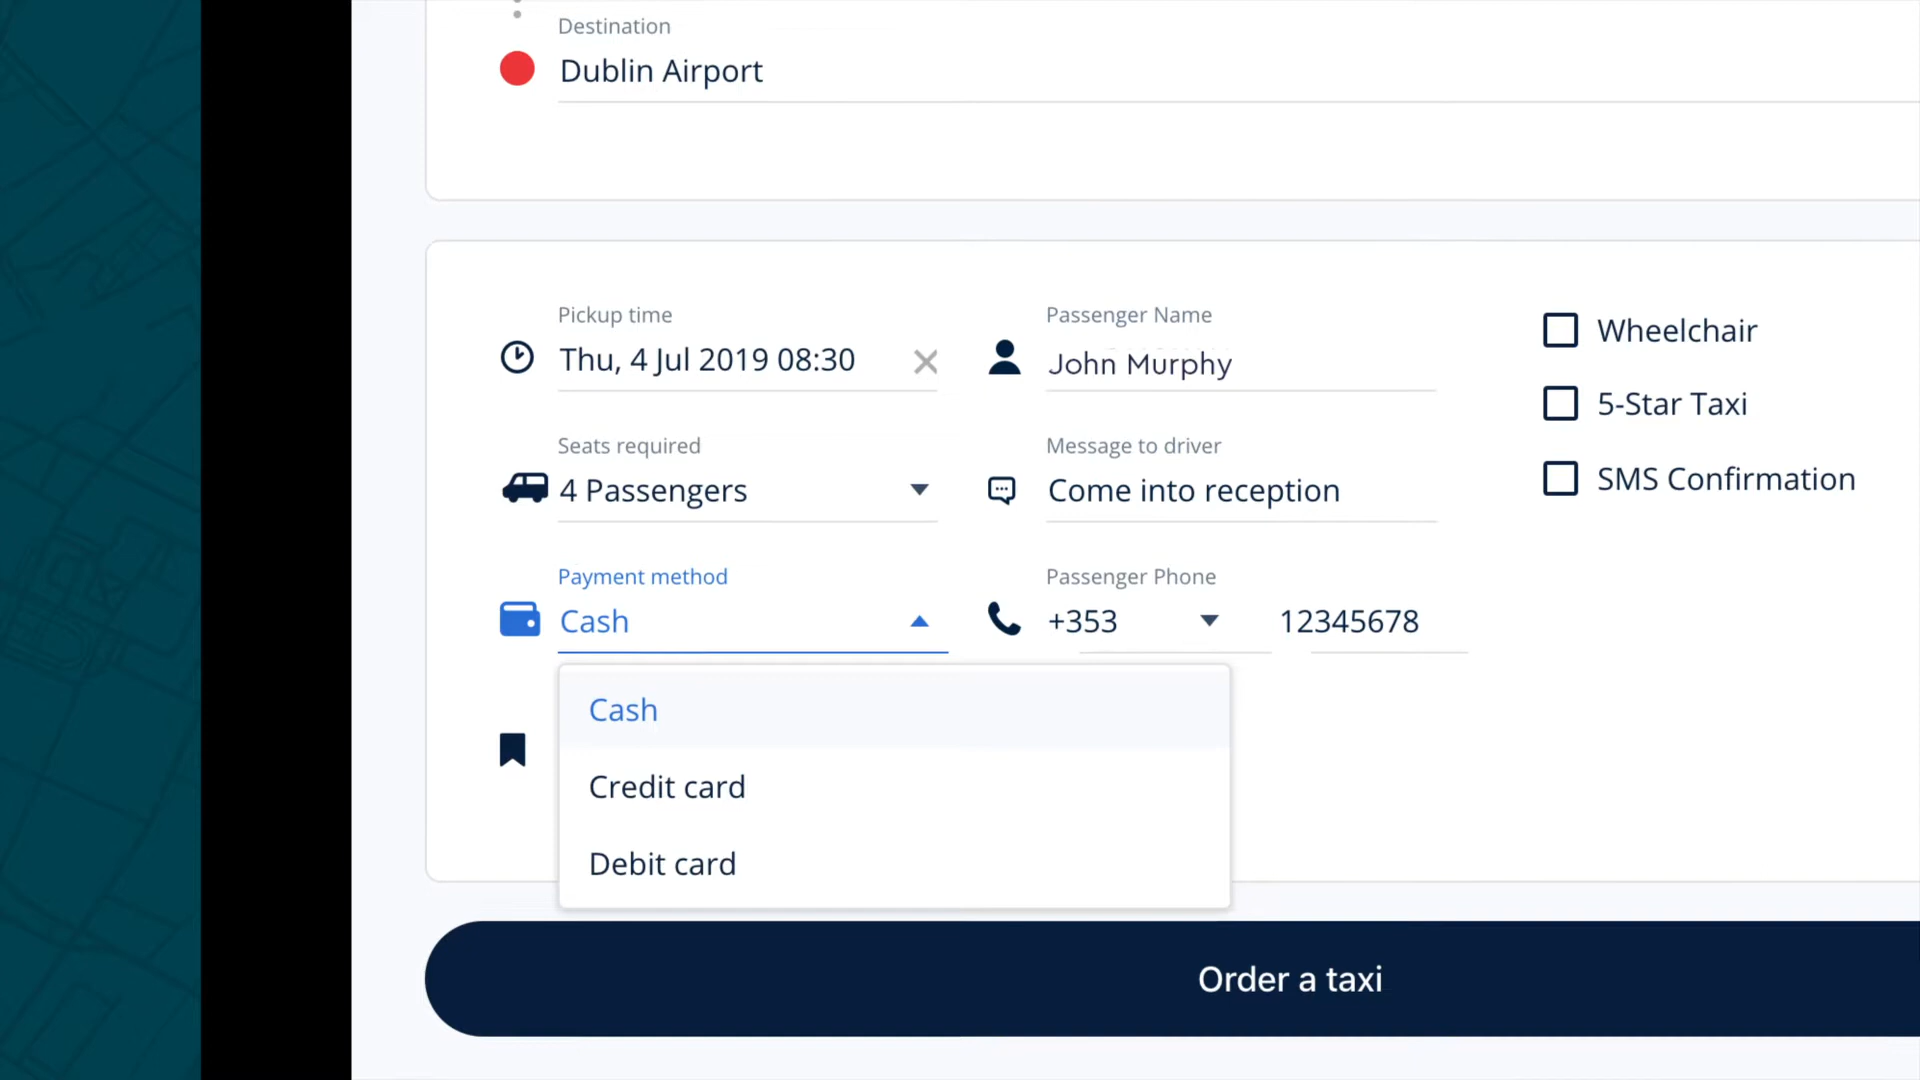 Destination
Dublin Airport
Pickup time
Thu, 4 Jul 2019 08:30
Passenger Name
John Murphy
Wheelchair
5-Star Taxi
SMS Confirmation
Seats required
4 Passengers
Message to driver
Come into reception
Payment method
Cash
Passenger Phone
+353
12345678
Cash
Credit card
Debit card
Order a taxi